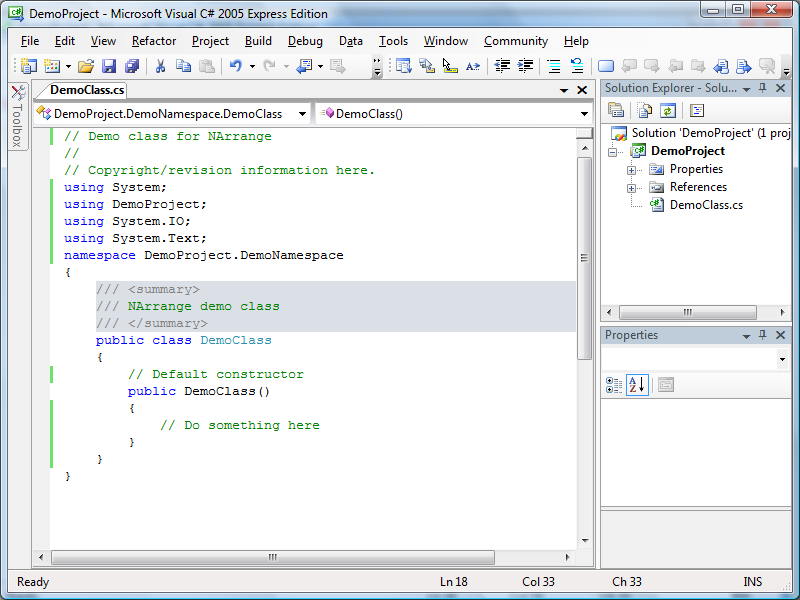 DemoProject - Microsoft Visual C# 2005 Express Edition
File Edit View Refactor Project Build Debug Data Tools Window Community Help
Toolbox
DemoClass.cs
DemoProject.DemoNamespace.DemoClass DemoClass()
// Demo class for NArrange
//
// Copyright/revision information here.
using System;
using DemoProject;
using System.IO;
using System.Text;
namespace DemoProject.DemoNamespace
{
/// <summary>
/// NArrange demo class
/// </summary>
public class DemoClass
{
// Default constructor
public DemoClass()
{
// Do something here
}
}
}
Solution Explorer - Solu...
Solution 'DemoProject' (1 proj
DemoProject
Properties
References
DemoClass.cs
Properties
Ready Ln 18 Col 33 Ch 33 INS